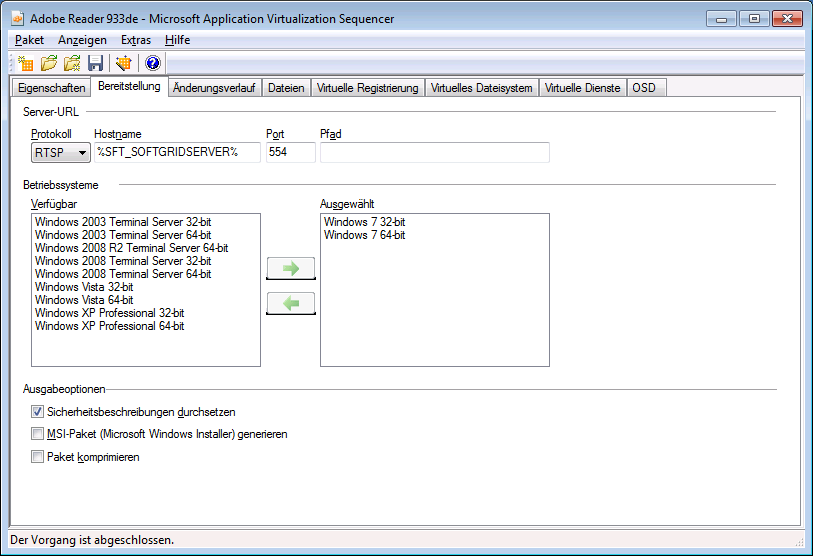 Adobe Reader 933de - Microsoft Application Virtualization Sequencer
Paket Anzeigen Extras Hilfe
Eigenschaften Bereitstellung Änderungsverlauf Dateien Virtuelle Registrierung Virtuelles Dateisystem Virtuelle Dienste OSD
Server-URL
Protokoll Hostname Port Pfad
RTSP %SFT_SOFTGRIDSERVER% 554
Betriebssysteme
Verfügbar
Windows 2003 Terminal Server 32-bit
Windows 2003 Terminal Server 64-bit
Windows 2008 R2 Terminal Server 64-bit
Windows 2008 Terminal Server 32-bit
Windows 2008 Terminal Server 64-bit
Windows Vista 32-bit
Windows Vista 64-bit
Windows XP Professional 32-bit
Windows XP Professional 64-bit
Ausgewählt
Windows 7 32-bit
Windows 7 64-bit
Ausgabeoptionen
Sicherheitsbeschreibungen durchsetzen
MSI-Paket (Microsoft Windows Installer) generieren
Paket komprimieren
Der Vorgang ist abgeschlossen.